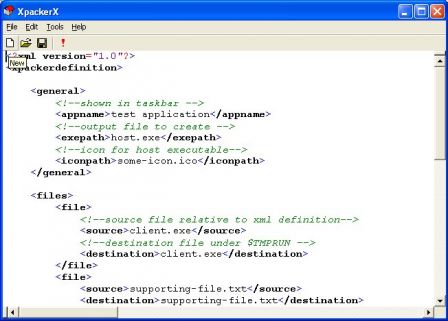 XpackerX
File Edit Tools Help
New
<?xml version="1.0"?>
<xpackerdefinition>
<general>
<!--shown in taskbar -->
<appname>test application</appname>
<!--output file to create -->
<exepath>host.exe</exepath>
<!--icon for host executable-->
<iconpath>some-icon.ico</iconpath>
</general>
<files>
<file>
<!--source file relative to xml definition-->
<source>client.exe</source>
<!--destination file under $TMPRUN -->
<destination>client.exe</destination>
</file>
<file>
<source>supporting-file.txt</source>
<destination>supporting-file.txt</destination>